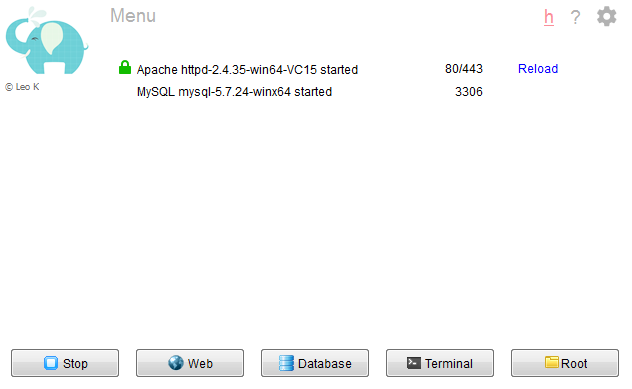 Menu
h ?
© Leo K
Apache httpd-2.4.35-win64-VC15 started 80/443 Reload
MySQL mysql-5.7.24-winx64 started 3306
Stop Web Database Terminal Root